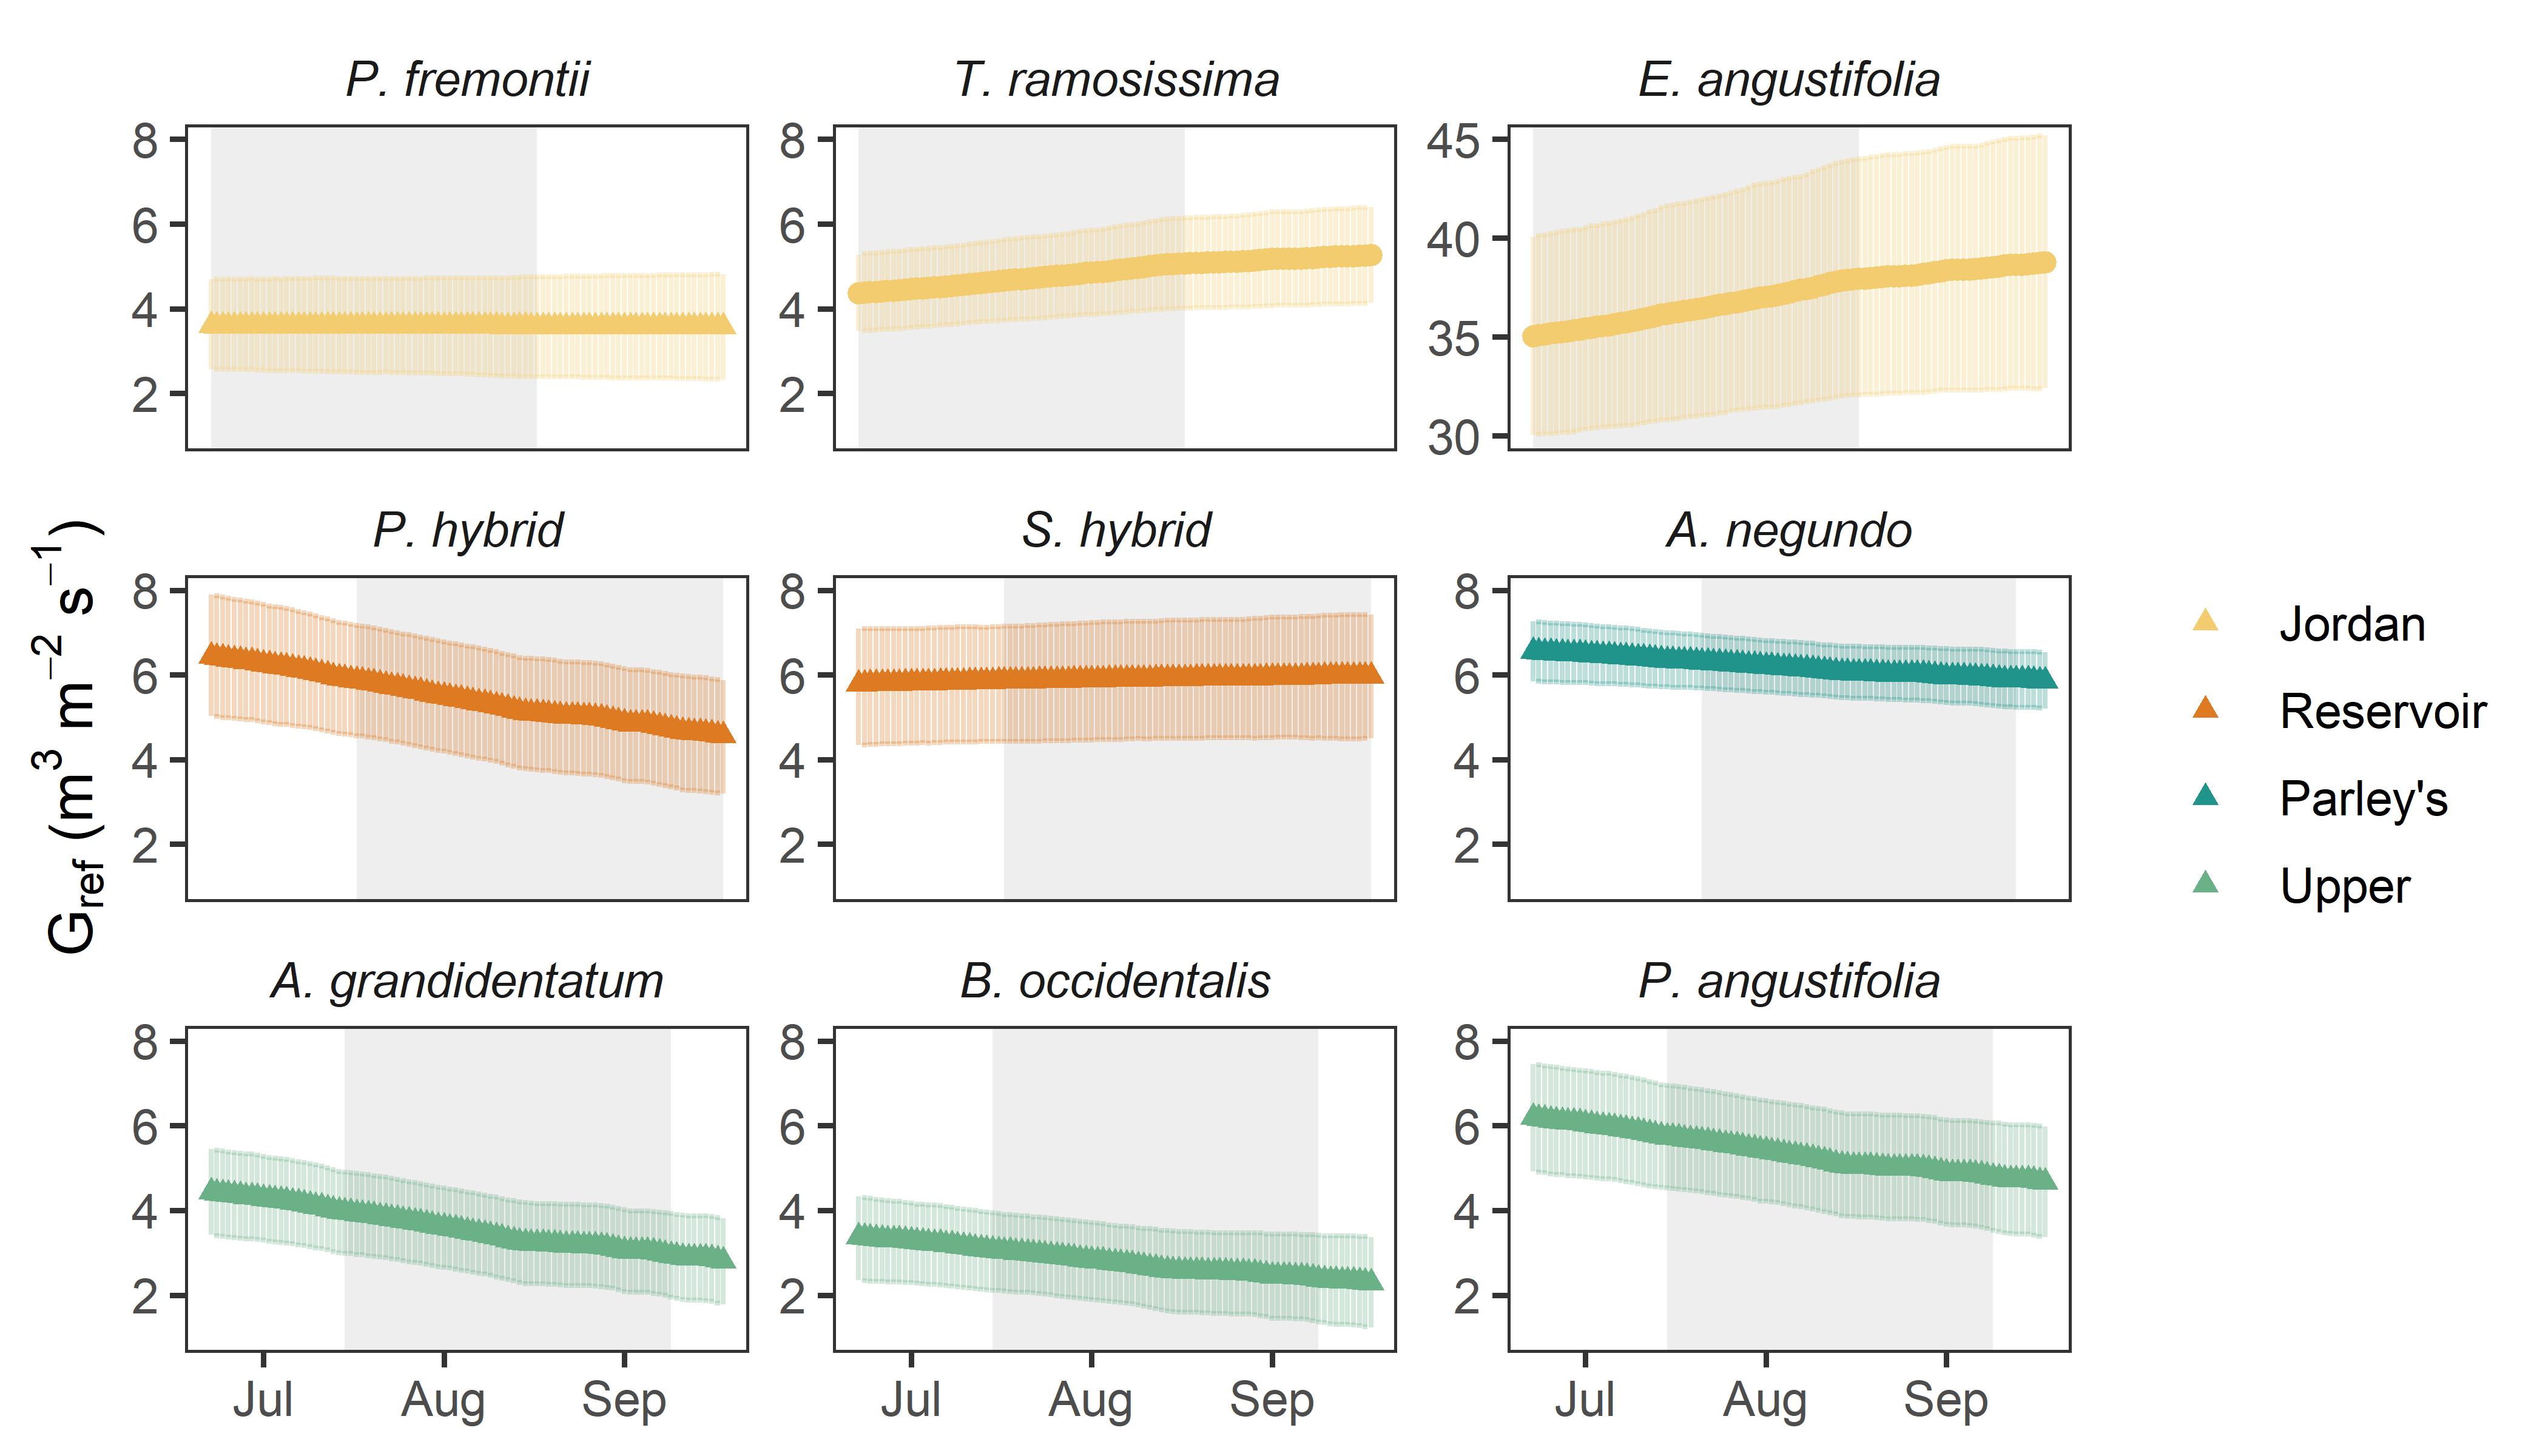 P. fremontii
T. ramosissima
E. angustifolia
8
6
4
2
8
6
4
2
45
40
35
30
P. hybrid
S. hybrid
A. negundo
8
6
4
2
8
6
4
2
8
6
4
2
A. grandidentatum
B. occidentalis
P. angustifolia
8
6
4
2
8
6
4
2
8
6
4
2
Jul Aug Sep
Jul Aug Sep
Jul Aug Sep
Gref (m³ m⁻² s⁻¹)
Jordan
Reservoir
Parley's
Upper